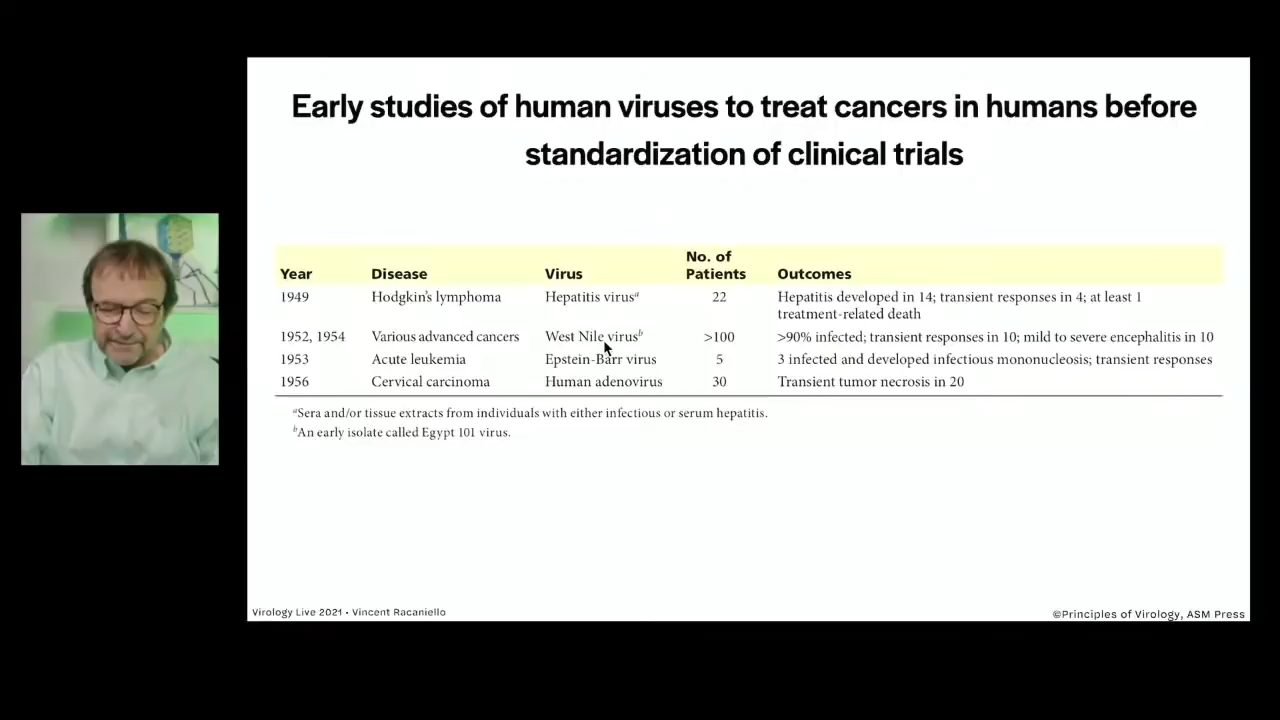 Early studies of human viruses to treat cancers in humans before
standardization of clinical trials
Year Disease Virus No. of Patients Outcomes
1949 Hodgkin's lymphoma Hepatitis virusᵃ 22 Hepatitis developed in 14; transient responses in 4; at least 1
treatment-related death
1952, 1954 Various advanced cancers West Nile virusᵇ >100 >90% infected; transient responses in 10; mild to severe encephalitis in 10
1953 Acute leukemia Epstein-Barr virus 5 3 infected and developed infectious mononucleosis; transient responses
1956 Cervical carcinoma Human adenovirus 30 Transient tumor necrosis in 20
ᵃSera and/or tissue extracts from individuals with either infectious or serum hepatitis.
ᵇAn early isolate called Egypt 101 virus.
Virology Live 2021 • Vincent Racaniello
©Principles of Virology, ASM Press